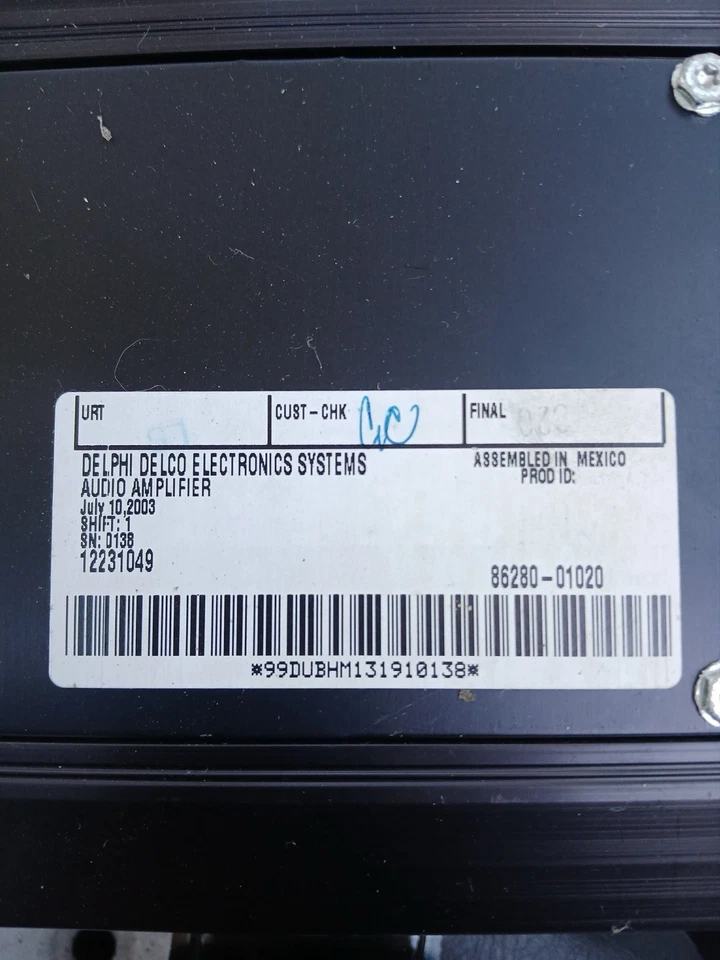 URT
CUST-CHK
FINAL
DELPHI DELCO ELECTRONICS SYSTEMS
AUDIO AMPLIFIER
July 10,2003
SHIFT: 1
SN: 0138
12231049
ASSEMBLED IN MEXICO
PROD ID:
86280-01020
*99DUBHM131910138*